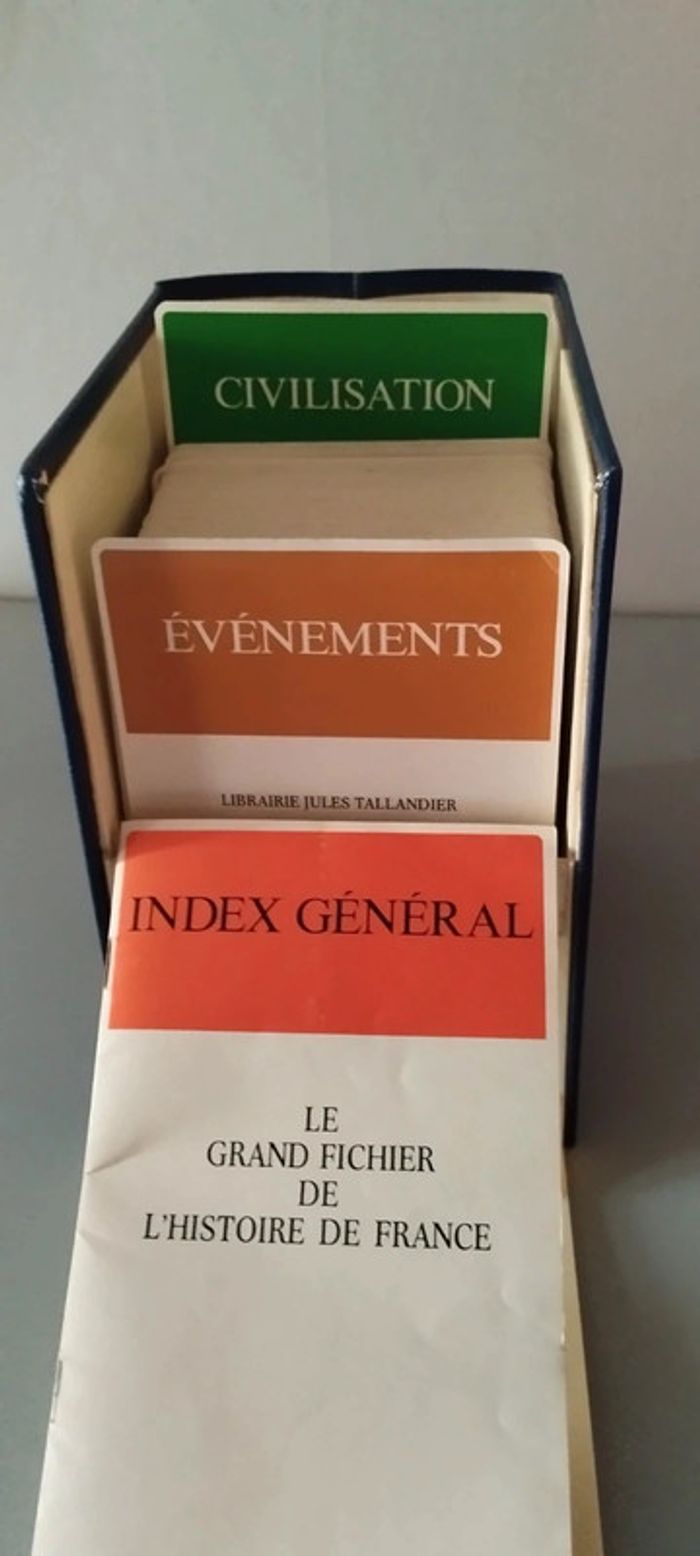 CIVILISATION
ÉVÉNEMENTS
LIBRAIRIE JULES TALLANDIER
INDEX GÉNÉRAL
LE
GRAND FICHIER
DE
L'HISTOIRE DE FRANCE